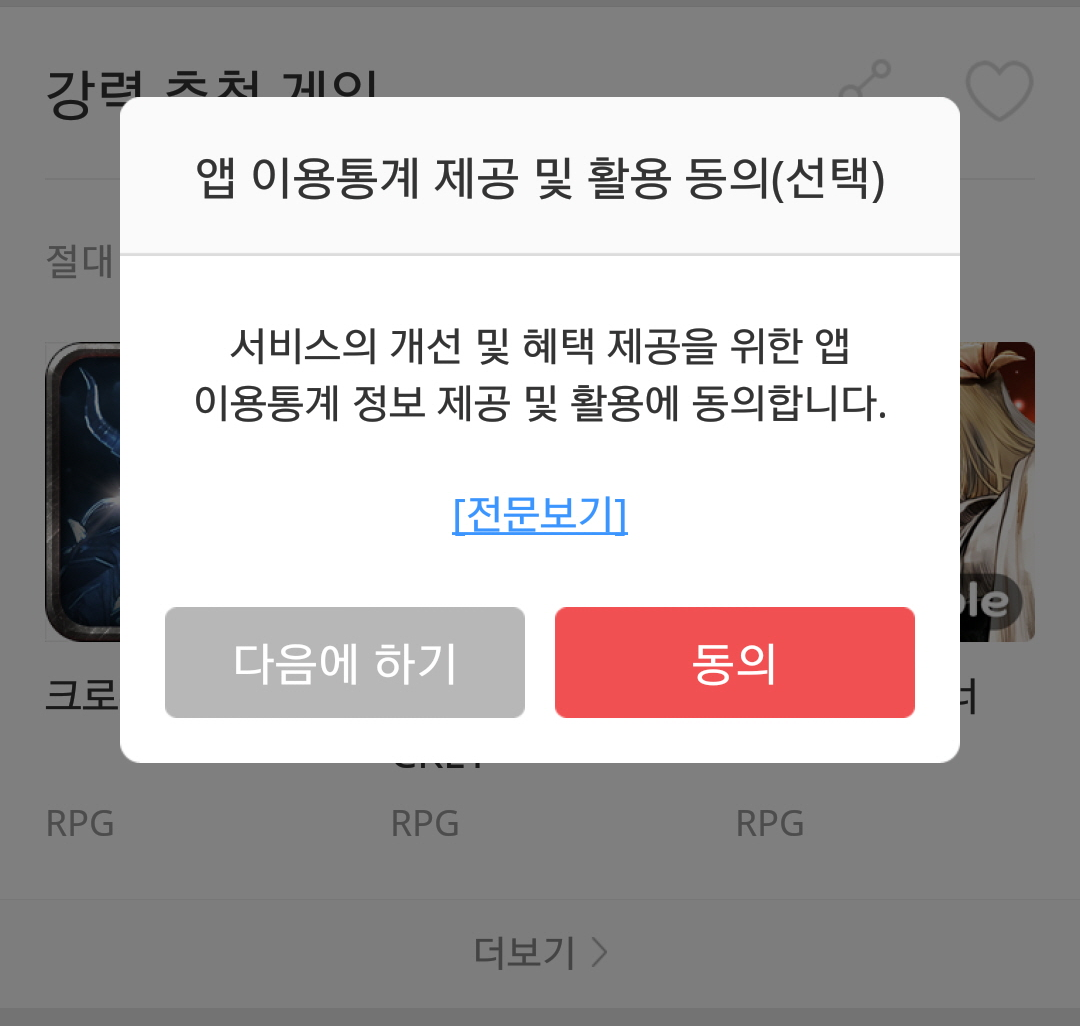 강력 추천 게임
앱 이용통계 제공 및 활용 동의(선택)
절대
서비스의 개선 및 혜택 제공을 위한 앱
이용통계 정보 제공 및 활용에 동의합니다.
[전문보기]
다음에 하기
동의
크로
RPG
RPG
RPG
더보기